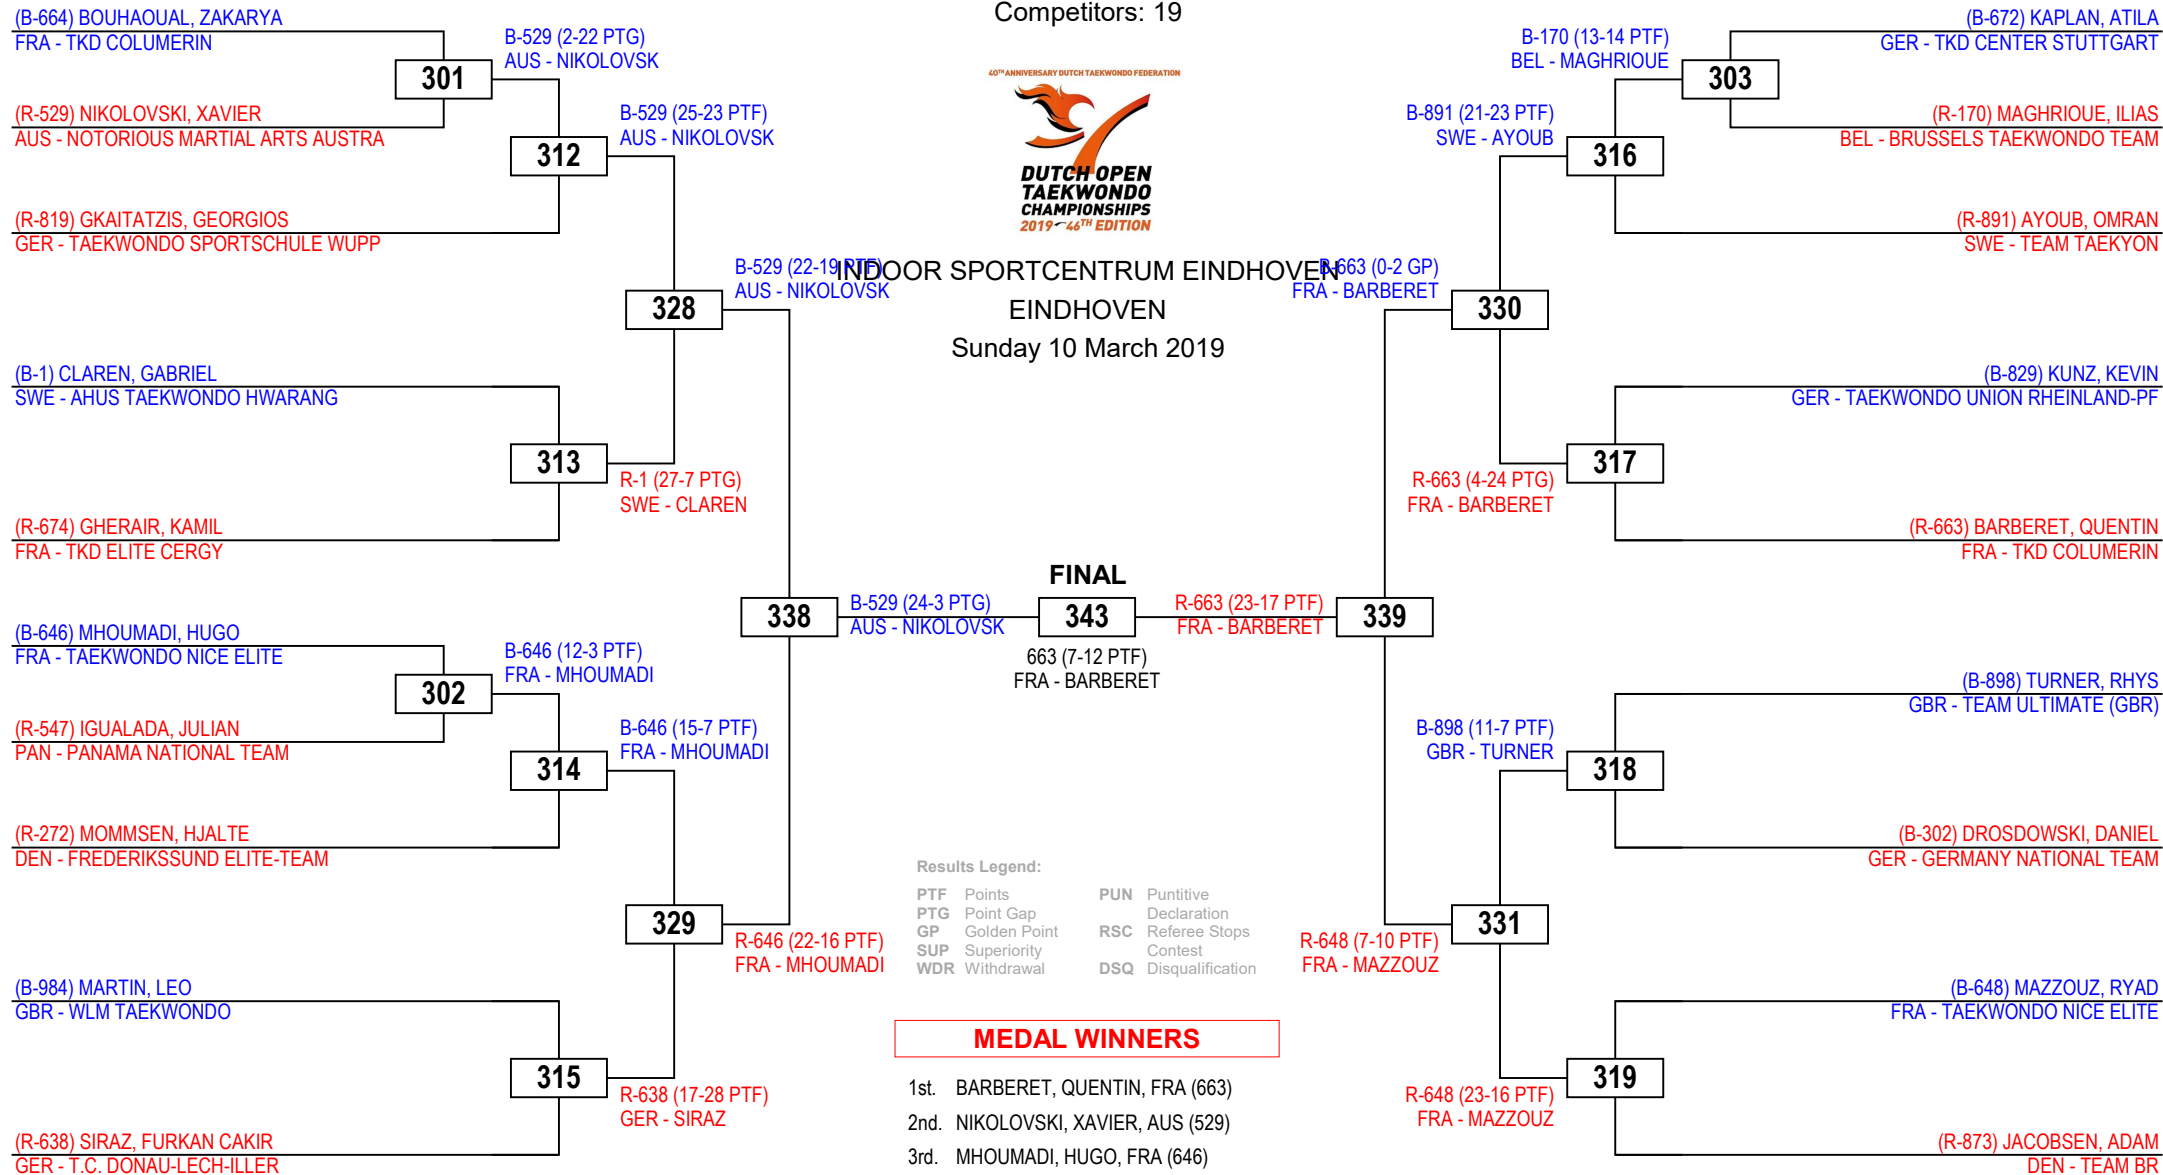 Competitors: 19
40TH ANNIVERSARY DUTCH TAEKWONDO FEDERATION
DUTCH OPEN
TAEKWONDO
CHAMPIONSHIPS
2019 46TH EDITION
INDOOR SPORTCENTRUM EINDHOVEN
EINDHOVEN
Sunday 10 March 2019
(B-664) BOUHAOUAL, ZAKARYA
FRA - TKD COLUMERIN
301
(R-529) NIKOLOVSKI, XAVIER
AUS - NOTORIOUS MARTIAL ARTS AUSTRA
B-529 (2-22 PTG)
AUS - NIKOLOVSK
312
(R-819) GKAITATZIS, GEORGIOS
GER - TAEKWONDO SPORTSCHULE WUPP
B-529 (25-23 PTF)
AUS - NIKOLOVSK
328
B-529 (22-19 PTF)
AUS - NIKOLOVSK
(B-1) CLAREN, GABRIEL
SWE - AHUS TAEKWONDO HWARANG
313
R-1 (27-7 PTG)
SWE - CLAREN
(R-674) GHERAIR, KAMIL
FRA - TKD ELITE CERGY
338
B-529 (24-3 PTG)
AUS - NIKOLOVSK
(B-646) MHOUMADI, HUGO
FRA - TAEKWONDO NICE ELITE
302
(R-547) IGUALADA, JULIAN
PAN - PANAMA NATIONAL TEAM
B-646 (12-3 PTF)
FRA - MHOUMADI
314
B-646 (15-7 PTF)
FRA - MHOUMADI
(R-272) MOMMSEN, HJALTE
DEN - FREDERIKSSUND ELITE-TEAM
329
R-646 (22-16 PTF)
FRA - MHOUMADI
(B-984) MARTIN, LEO
GBR - WLM TAEKWONDO
315
R-638 (17-28 PTF)
GER - SIRAZ
(R-638) SIRAZ, FURKAN CAKIR
GER - T.C. DONAU-LECH-ILLER
FINAL
343
663 (7-12 PTF)
FRA - BARBERET
(B-672) KAPLAN, ATILA
GER - TKD CENTER STUTTGART
303
B-170 (13-14 PTF)
BEL - MAGHRIOUE
(R-170) MAGHRIOUE, ILIAS
BEL - BRUSSELS TAEKWONDO TEAM
316
B-891 (21-23 PTF)
SWE - AYOUB
(R-891) AYOUB, OMRAN
SWE - TEAM TAEKYON
B-663 (0-2 GP)
FRA - BARBERET
330
(B-829) KUNZ, KEVIN
GER - TAEKWONDO UNION RHEINLAND-PF
317
R-663 (4-24 PTG)
FRA - BARBERET
(R-663) BARBERET, QUENTIN
FRA - TKD COLUMERIN
R-663 (23-17 PTF)
FRA - BARBERET
339
(B-898) TURNER, RHYS
GBR - TEAM ULTIMATE (GBR)
B-898 (11-7 PTF)
GBR - TURNER
318
(B-302) DROSDOWSKI, DANIEL
GER - GERMANY NATIONAL TEAM
331
R-648 (7-10 PTF)
FRA - MAZZOUZ
(B-648) MAZZOUZ, RYAD
FRA - TAEKWONDO NICE ELITE
319
R-648 (23-16 PTF)
FRA - MAZZOUZ
(R-873) JACOBSEN, ADAM
DEN - TEAM BR
Results Legend:
PTF Points
PTG Point Gap
GP Golden Point
SUP Superiority
WDR Withdrawal
PUN Puntitive
Declaration
RSC Referee Stops
Contest
DSQ Disqualification
MEDAL WINNERS
1st. BARBERET, QUENTIN, FRA (663)
2nd. NIKOLOVSKI, XAVIER, AUS (529)
3rd. MHOUMADI, HUGO, FRA (646)